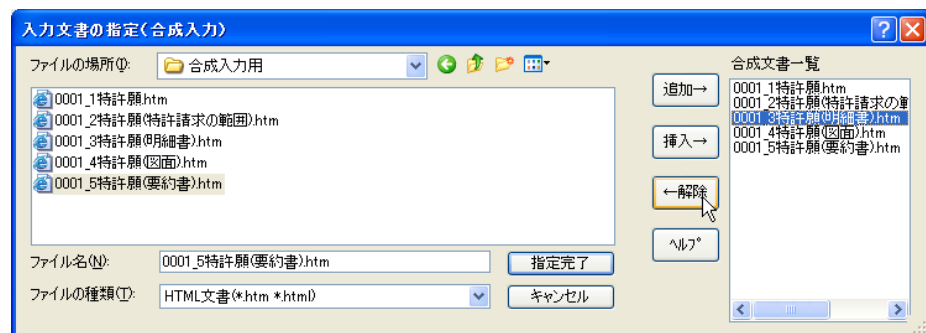 入力文書の指定(合成入力)
ファイルの場所(I):
合成入力用
0001_1特許願.htm
0001_2特許願(特許請求の範囲).htm
0001_3特許願(明細書).htm
0001_4特許願(図面).htm
0001_5特許願(要約書).htm
ファイル名(N):
0001_5特許願(要約書).htm
指定完了
ファイルの種類(T):
HTML文書(*.htm *.html)
キャンセル
追加→
挿入→
←解除
ヘルプ
合成文書一覧
0001_1特許願.htm
0001_2特許願(特許請求の範
0001_3特許願(明細書).htm
0001_4特許願(図面).htm
0001_5特許願(要約書).htm